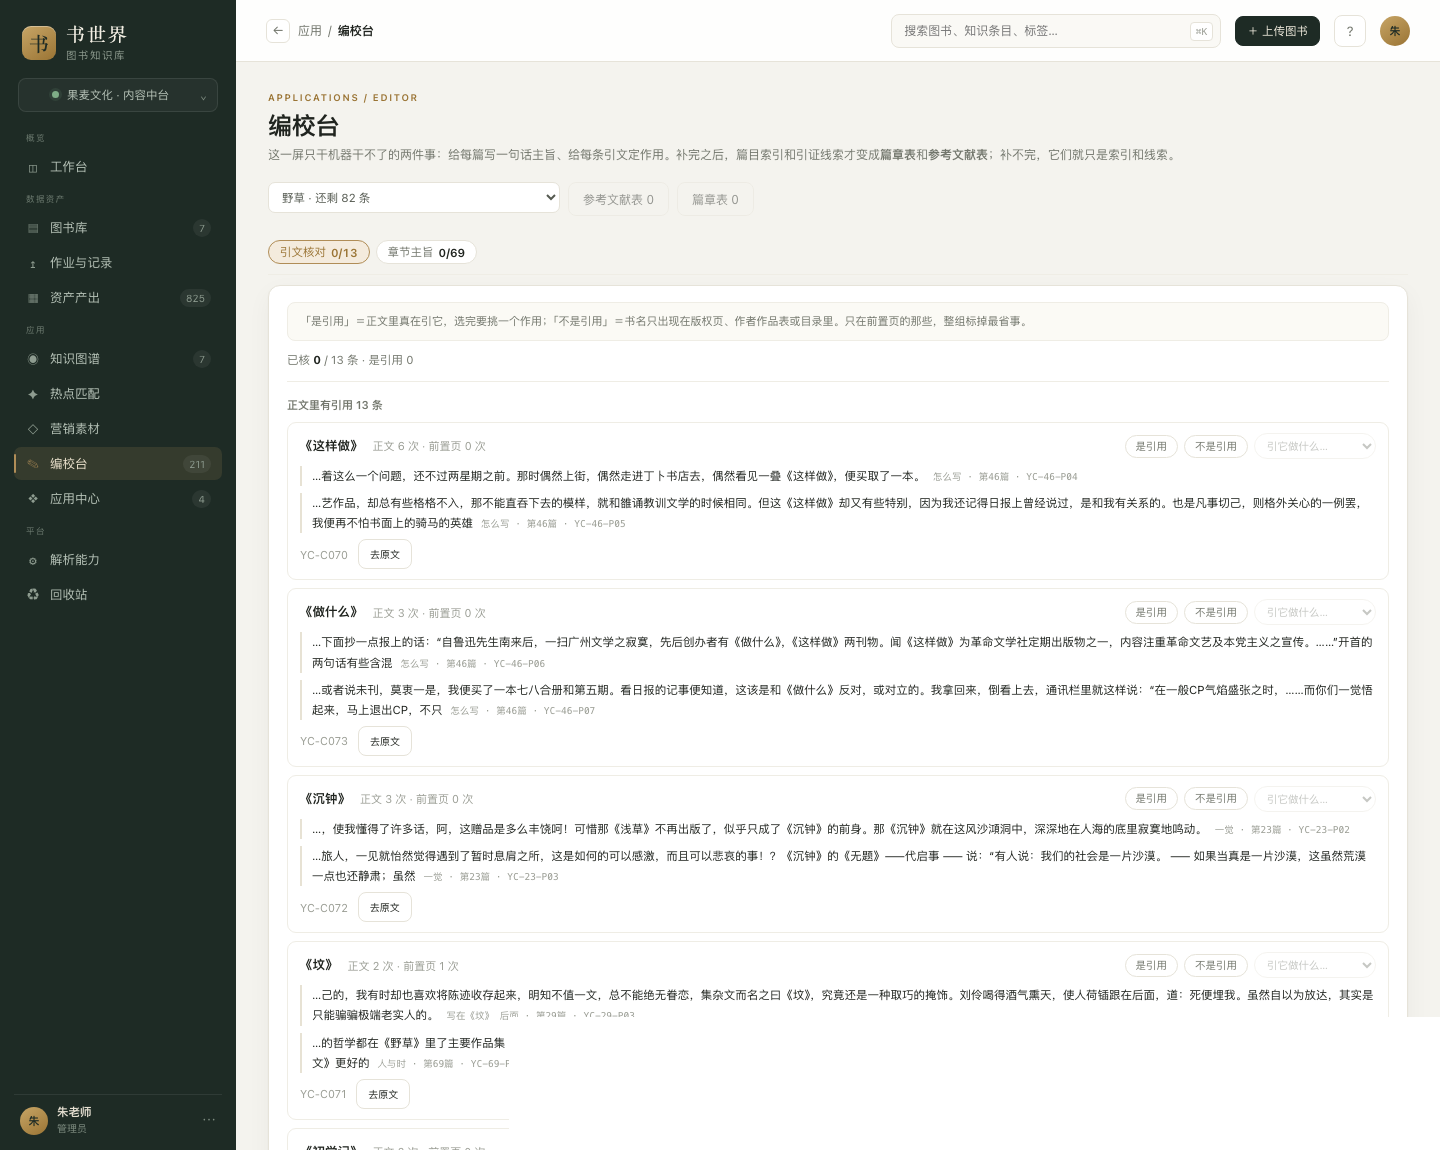 书 书世界
图书知识库
果麦文化 · 内容中台
概览
工作台
数据资产
图书库 7
作业与记录
资产产出 825
应用
知识图谱 7
热点匹配
营销素材
编校台 211
应用中心 4
平台
解析能力
回收站
朱 朱老师
管理员
应用 / 编校台
搜索图书、知识条目、标签... ⌘K
+ 上传图书
?
朱
APPLICATIONS / EDITOR
编校台
这一屏只干机器干不了的两件事：给每篇写一句话主旨、给每条引文定作用。补完之后，篇目索引和引证线索才变成篇章表和参考文献表；补不完，它们就只是索引和线索。
野草 · 还剩 82 条
参考文献表 0
篇章表 0
引文核对 0/13
章节主旨 0/69
「是引用」＝正文里真在引它，选完要挑一个作用；「不是引用」＝书名只出现在版权页、作者作品表或目录里。只在前置页的那些，整组标掉最省事。
已核 0 / 13 条 · 是引用 0
正文里有引用 13 条
《这样做》 正文 6 次 · 前置页 0 次 是引用 不是引用 引它做什么...
…着这么一个问题，还不过两星期之前。那时偶然上街，偶然走进丁卜书店去，偶然看见一叠《这样做》，便买取了一本。 怎么写 · 第46篇 · YC-46-P04
…艺作品，却总有些格格不入，那不能直吞下去的模样，就和雏诵教训文学的时候相同。但这《这样做》却又有些特别，因为我还记得日报上曾经说过，是和我有关系的。也是凡事切己，则格外关心的一例罢，
我便再不怕书面上的骑马的英雄 怎么写 · 第46篇 · YC-46-P05
YC-C070 去原文
《做什么》 正文 3 次 · 前置页 0 次 是引用 不是引用 引它做什么...
…下面抄一点报上的话：“自鲁迅先生南来后，一扫广州文学之寂寞，先后创办者有《做什么》，《这样做》两刊物。闻《这样做》为革命文学社定期出版物之一，内容注重革命文艺及本党主义之宣传。……”开首的
两句话有些含混 怎么写 · 第46篇 · YC-46-P06
…或者说未刊，莫衷一是，我便买了一本七八合册和第五期。看日报的记事便知道，这该是和《做什么》反对，或对立的。我拿回来，倒看上去，通讯栏里就这样说：“在一般CP气焰盛张之时，……而你们一觉悟
起来，马上退出CP，不只 怎么写 · 第46篇 · YC-46-P07
YC-C073 去原文
《沉钟》 正文 3 次 · 前置页 0 次 是引用 不是引用 引它做什么...
…，使我懂得了许多话，阿，这赠品是多么丰饶呵！可惜那《浅草》不再出版了，似乎只成了《沉钟》的前身。那《沉钟》就在这风沙澒洞中，深深地在人海的底里寂寞地鸣动。 一觉 · 第23篇 · YC-23-P02
…旅人，一见就怡然觉得遇到了暂时息肩之所，这是如何的可以感激，而且可以悲哀的事！？《沉钟》的《无题》——代启事 —— 说：“有人说：我们的社会是一片沙漠。 —— 如果当真是一片沙漠，这虽然荒漠
一点也还静肃；虽然 一觉 · 第23篇 · YC-23-P03
YC-C072 去原文
《坟》 正文 2 次 · 前置页 1 次 是引用 不是引用 引它做什么...
…己的，我有时却也喜欢将陈迹收存起来，明知不值一文，总不能绝无眷恋，集杂文而名之曰《坟》，究竟还是一种取巧的掩饰。刘伶喝得酒气熏天，使人荷锸跟在后面，道：死便埋我。虽然自以为放达，其实是
只能骗骗极端老实人的。 写在《坟》 后面 · 第29篇 · YC-29-P03
…的哲学都在《野草》里了主要作品集
文》更好的 人与时 · 第69篇 · YC-69-P
YC-C071 去原文